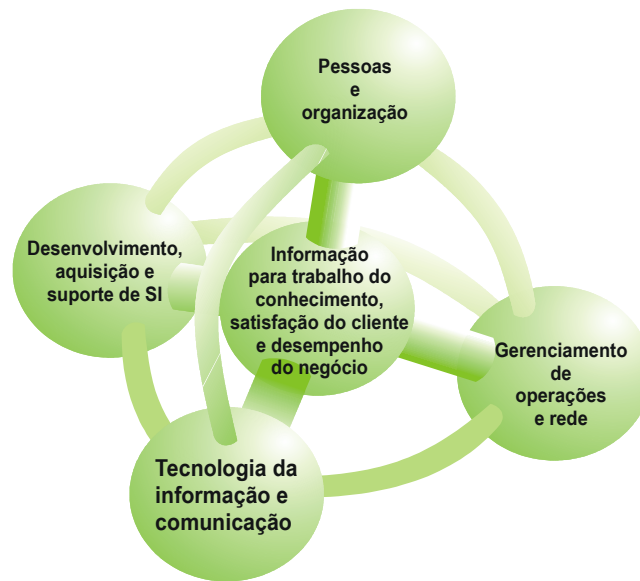 Pessoas
e
organização
Desenvolvimento,
aquisição e
suporte de SI
Informação
para trabalho do
conhecimento,
satisfação do cliente
e desempenho
do negócio
Gerenciamento
de
operações
e rede
Tecnologia da
informação e
comunicação